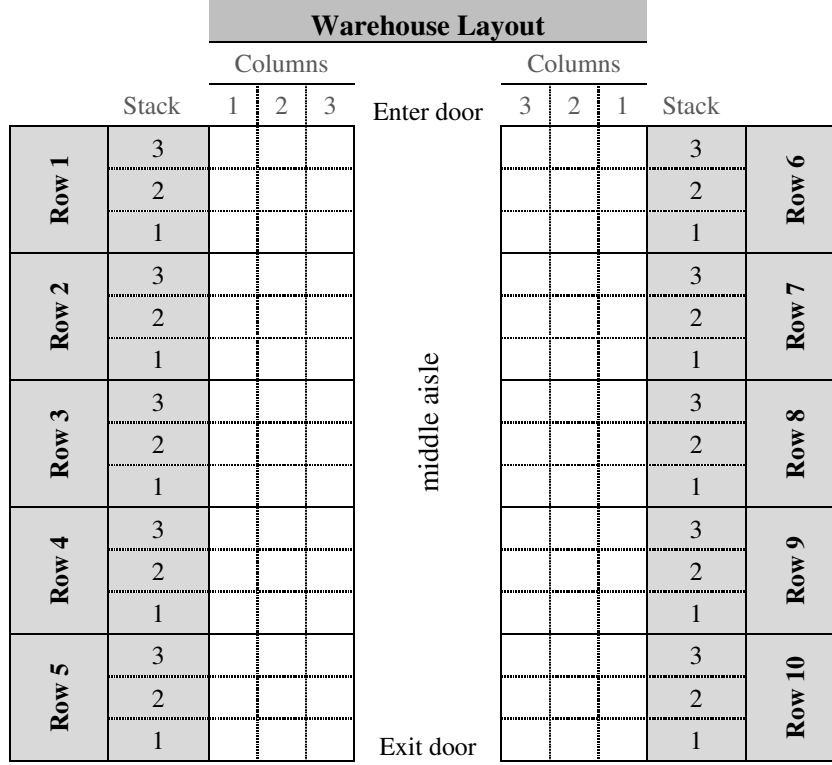 Warehouse Layout
Columns Columns
Stack 1 2 3 Enter door 3 2 1 Stack
Row 1 3 3 Row 6
2 2
1 1
Row 2 3 3 Row 7
2 2
1 1
middle aisle
Row 3 3 3 Row 8
2 2
1 1
Row 4 3 3 Row 9
2 2
1 1
Row 5 3 3 Row 10
2 2
1 Exit door 1